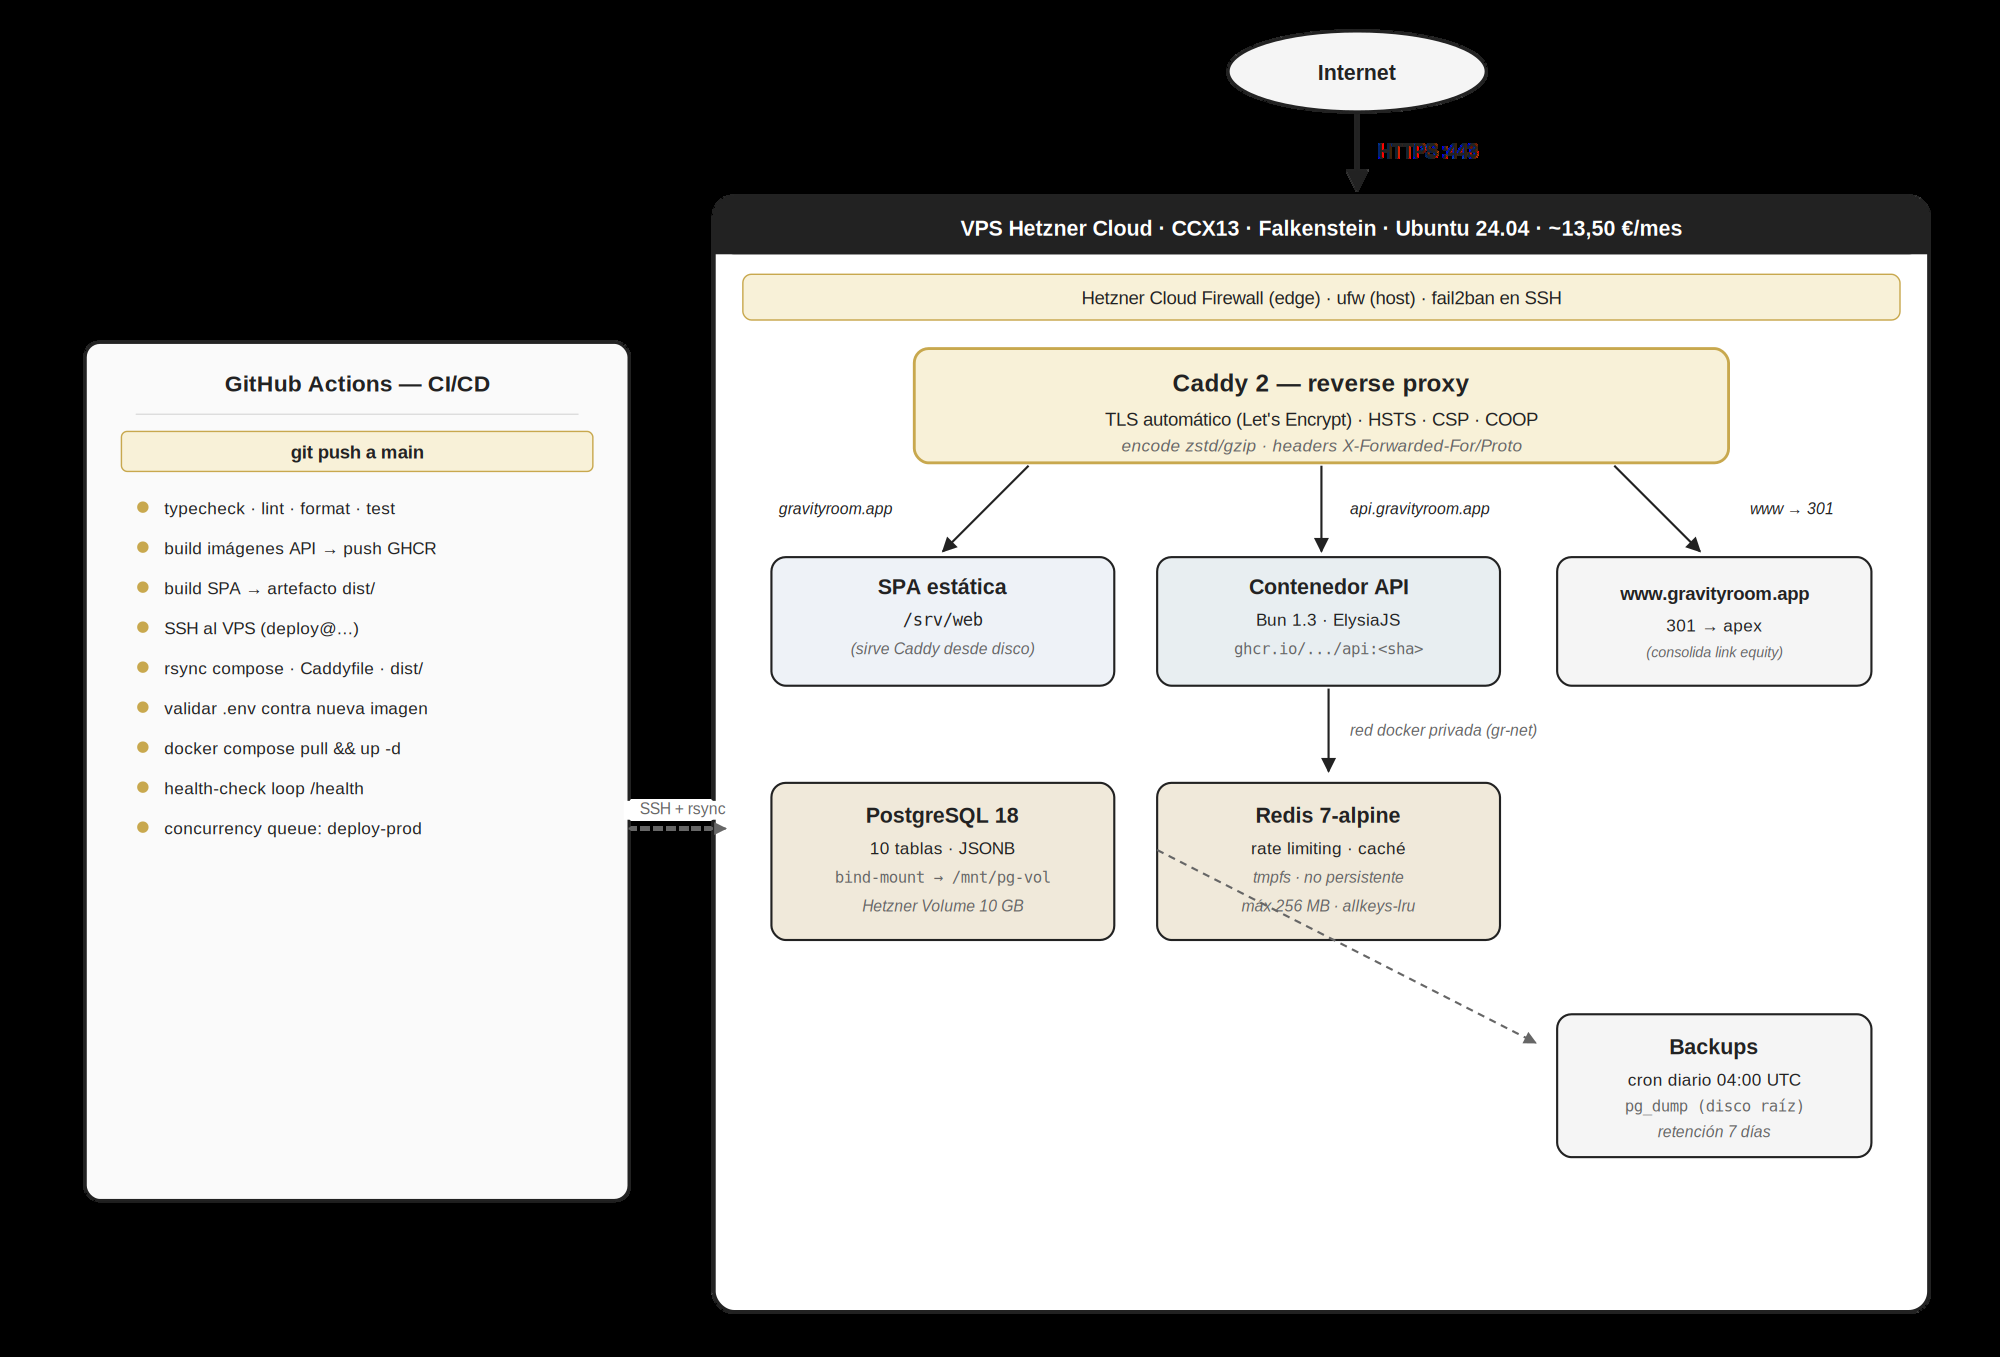 Internet
HTTPS :443
VPS Hetzner Cloud · CCX13 · Falkenstein · Ubuntu 24.04 · ~13,50 €/mes
Hetzner Cloud Firewall (edge) · ufw (host) · fail2ban en SSH
GitHub Actions — CI/CD
git push a main
typecheck · lint · format · test
build imágenes API → push GHCR
build SPA → artefacto dist/
SSH al VPS (deploy@…)
rsync compose · Caddyfile · dist/
validar .env contra nueva imagen
docker compose pull && up -d
health-check loop /health
concurrency queue: deploy-prod
SSH + rsync
Caddy 2 — reverse proxy
TLS automático (Let's Encrypt) · HSTS · CSP · COOP
encode zstd/gzip · headers X-Forwarded-For/Proto
gravityroom.app
api.gravityroom.app
www → 301
SPA estática
/srv/web
(sirve Caddy desde disco)
Contenedor API
Bun 1.3 · ElysiaJS
ghcr.io/.../api:<sha>
www.gravityroom.app
301 → apex
(consolida link equity)
red docker privada (gr-net)
PostgreSQL 18
10 tablas · JSONB
bind-mount → /mnt/pg-vol
Hetzner Volume 10 GB
Redis 7-alpine
rate limiting · caché
tmpfs · no persistente
máx 256 MB · allkeys-lru
Backups
cron diario 04:00 UTC
pg_dump (disco raíz)
retención 7 días